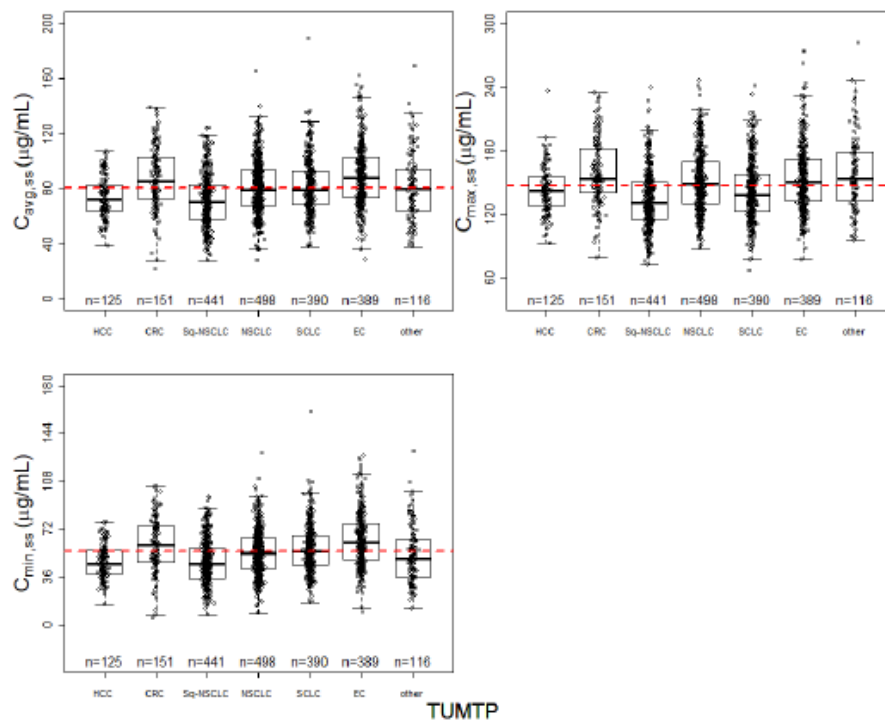 200
160
120
80
40
0
C_avg,ss (μg/mL)
n=125 n=151 n=441 n=498 n=390 n=389 n=116
HCC CRC Sq-NSCLC NSCLC SCLC EC other
300
240
180
120
60
C_max,ss (μg/mL)
n=125 n=151 n=441 n=498 n=390 n=389 n=116
HCC CRC Sq-NSCLC NSCLC SCLC EC other
180
144
108
72
36
0
C_min,ss (μg/mL)
n=125 n=151 n=441 n=498 n=390 n=389 n=116
HCC CRC Sq-NSCLC NSCLC SCLC EC other
TUMTP